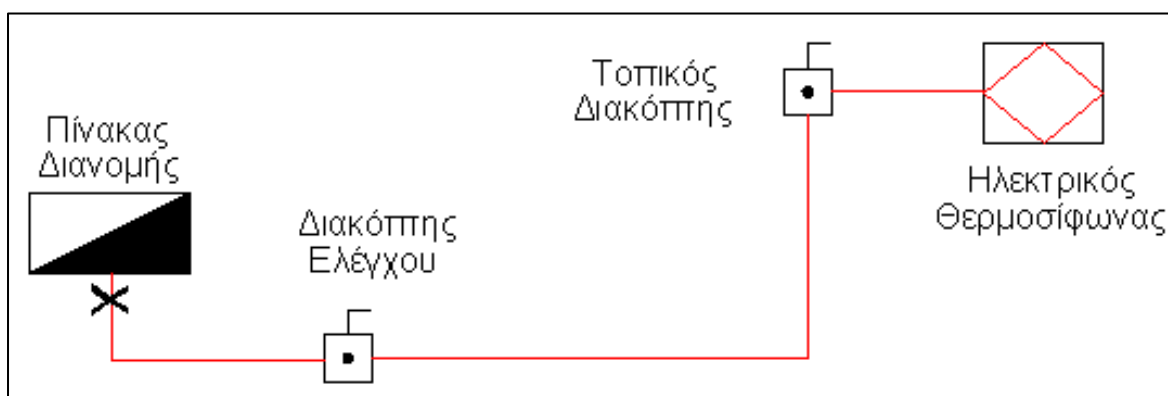 Πίνακας
Διανομής
Διακόπτης
Ελέγχου
Τοπικός
Διακόπτης
Ηλεκτρικός
Θερμοσίφωνας